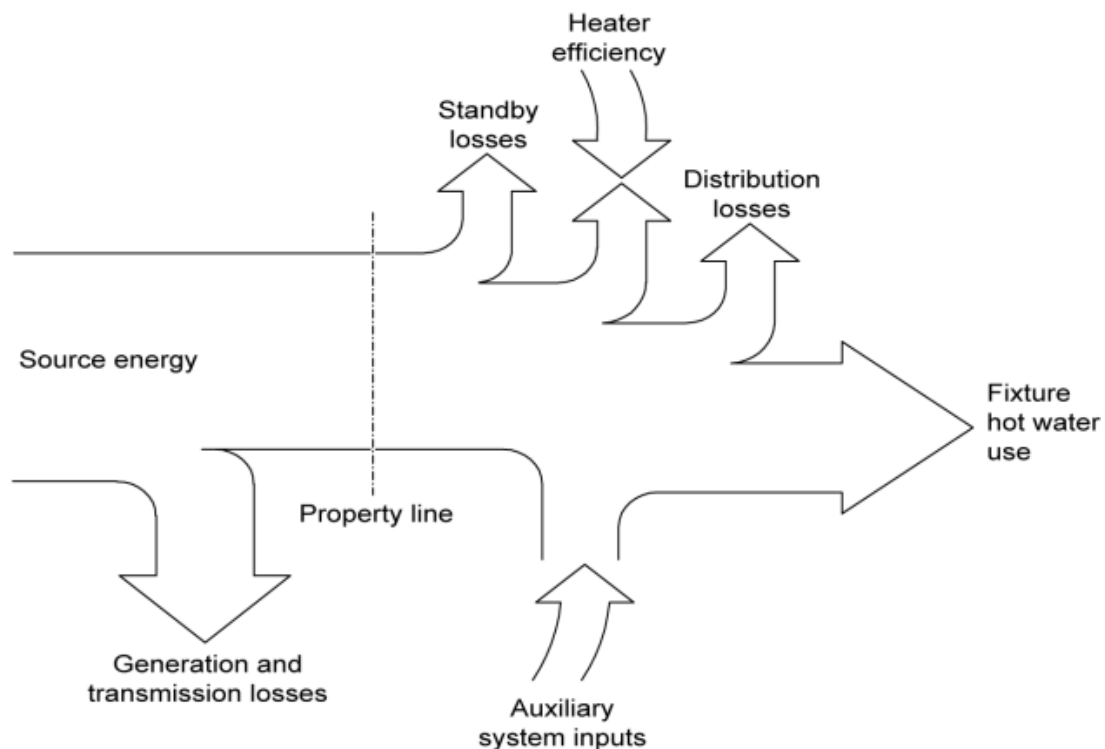 Heater
efficiency
Standby
losses
Distribution
losses
Source energy
Fixture
hot water
use
Property line
Generation and
transmission losses
Auxiliary
system inputs